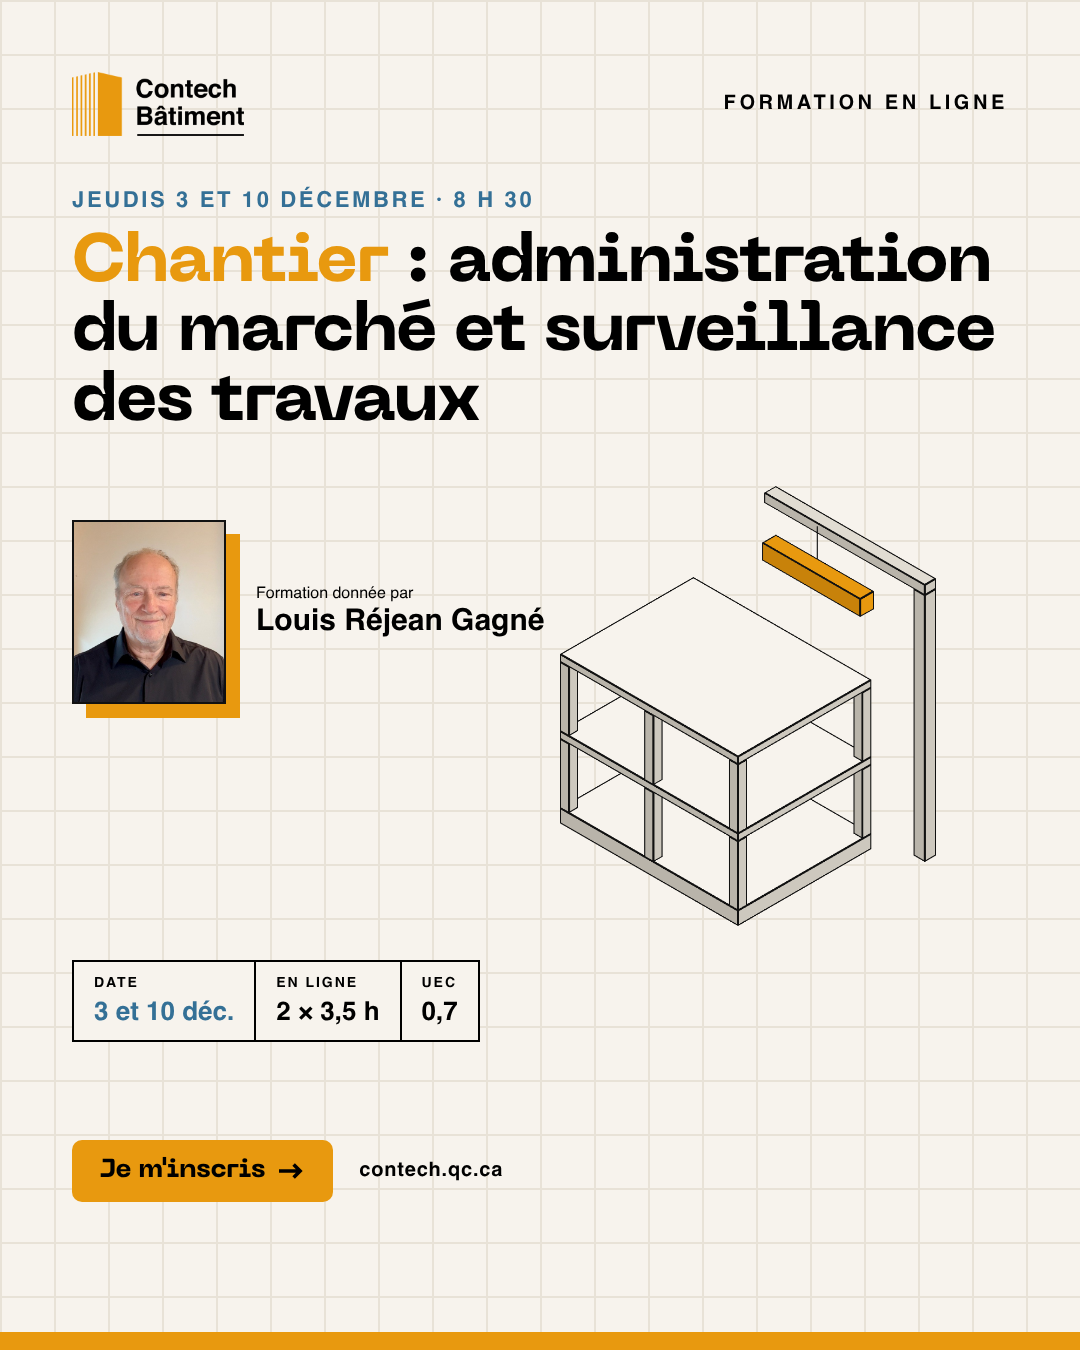 Contech
Bâtiment
FORMATION EN LIGNE
JEUDIS 3 ET 10 DÉCEMBRE · 8 H 30
Chantier : administration
du marché et surveillance
des travaux
Formation donnée par
Louis Réjean Gagné
DATE
3 et 10 déc.
EN LIGNE
2 × 3,5 h
UEC
0,7
Je m'inscris →
contech.qc.ca